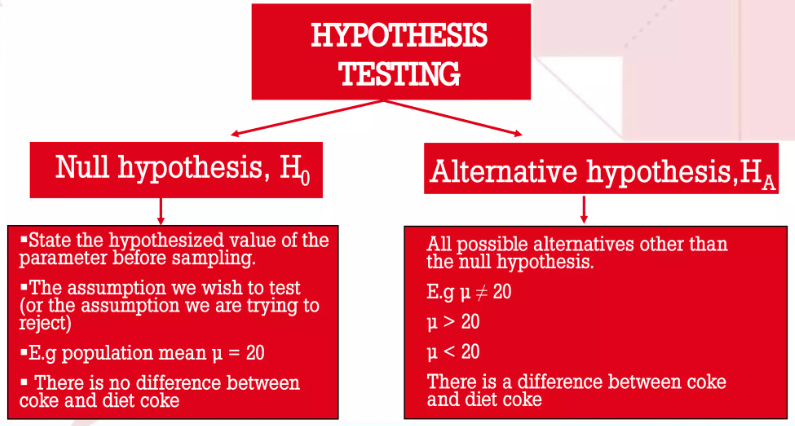 HYPOTHESIS
TESTING
Null hypothesis, H₀
▪State the hypothesized value of the
parameter before sampling.
▪The assumption we wish to test
(or the assumption we are trying to
reject)
▪E.g population mean μ = 20
▪ There is no difference between
coke and diet coke
Alternative hypothesis,Hᴀ
All possible alternatives other than
the null hypothesis.
E.g μ ≠ 20
μ > 20
μ < 20
There is a difference between coke
and diet coke